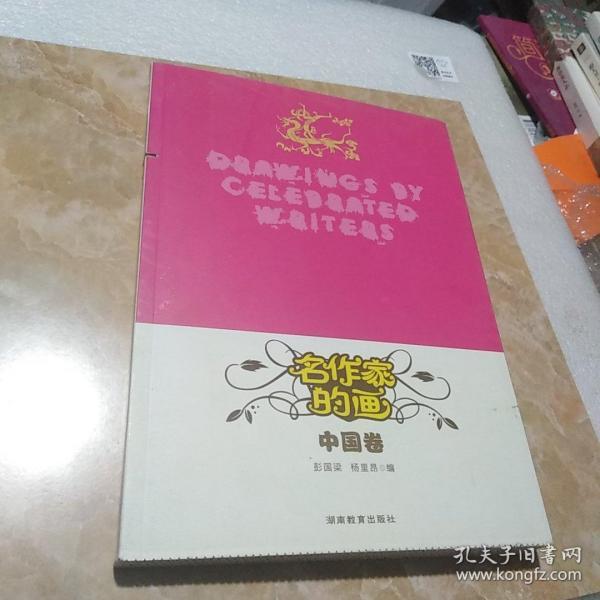 DRAWINGS BY
CELEBRATED
WRITERS
名作家
的画
中国卷
彭国梁 杨里昂 编
湖南教育出版社
孔夫子旧书网
www.kongfz.com